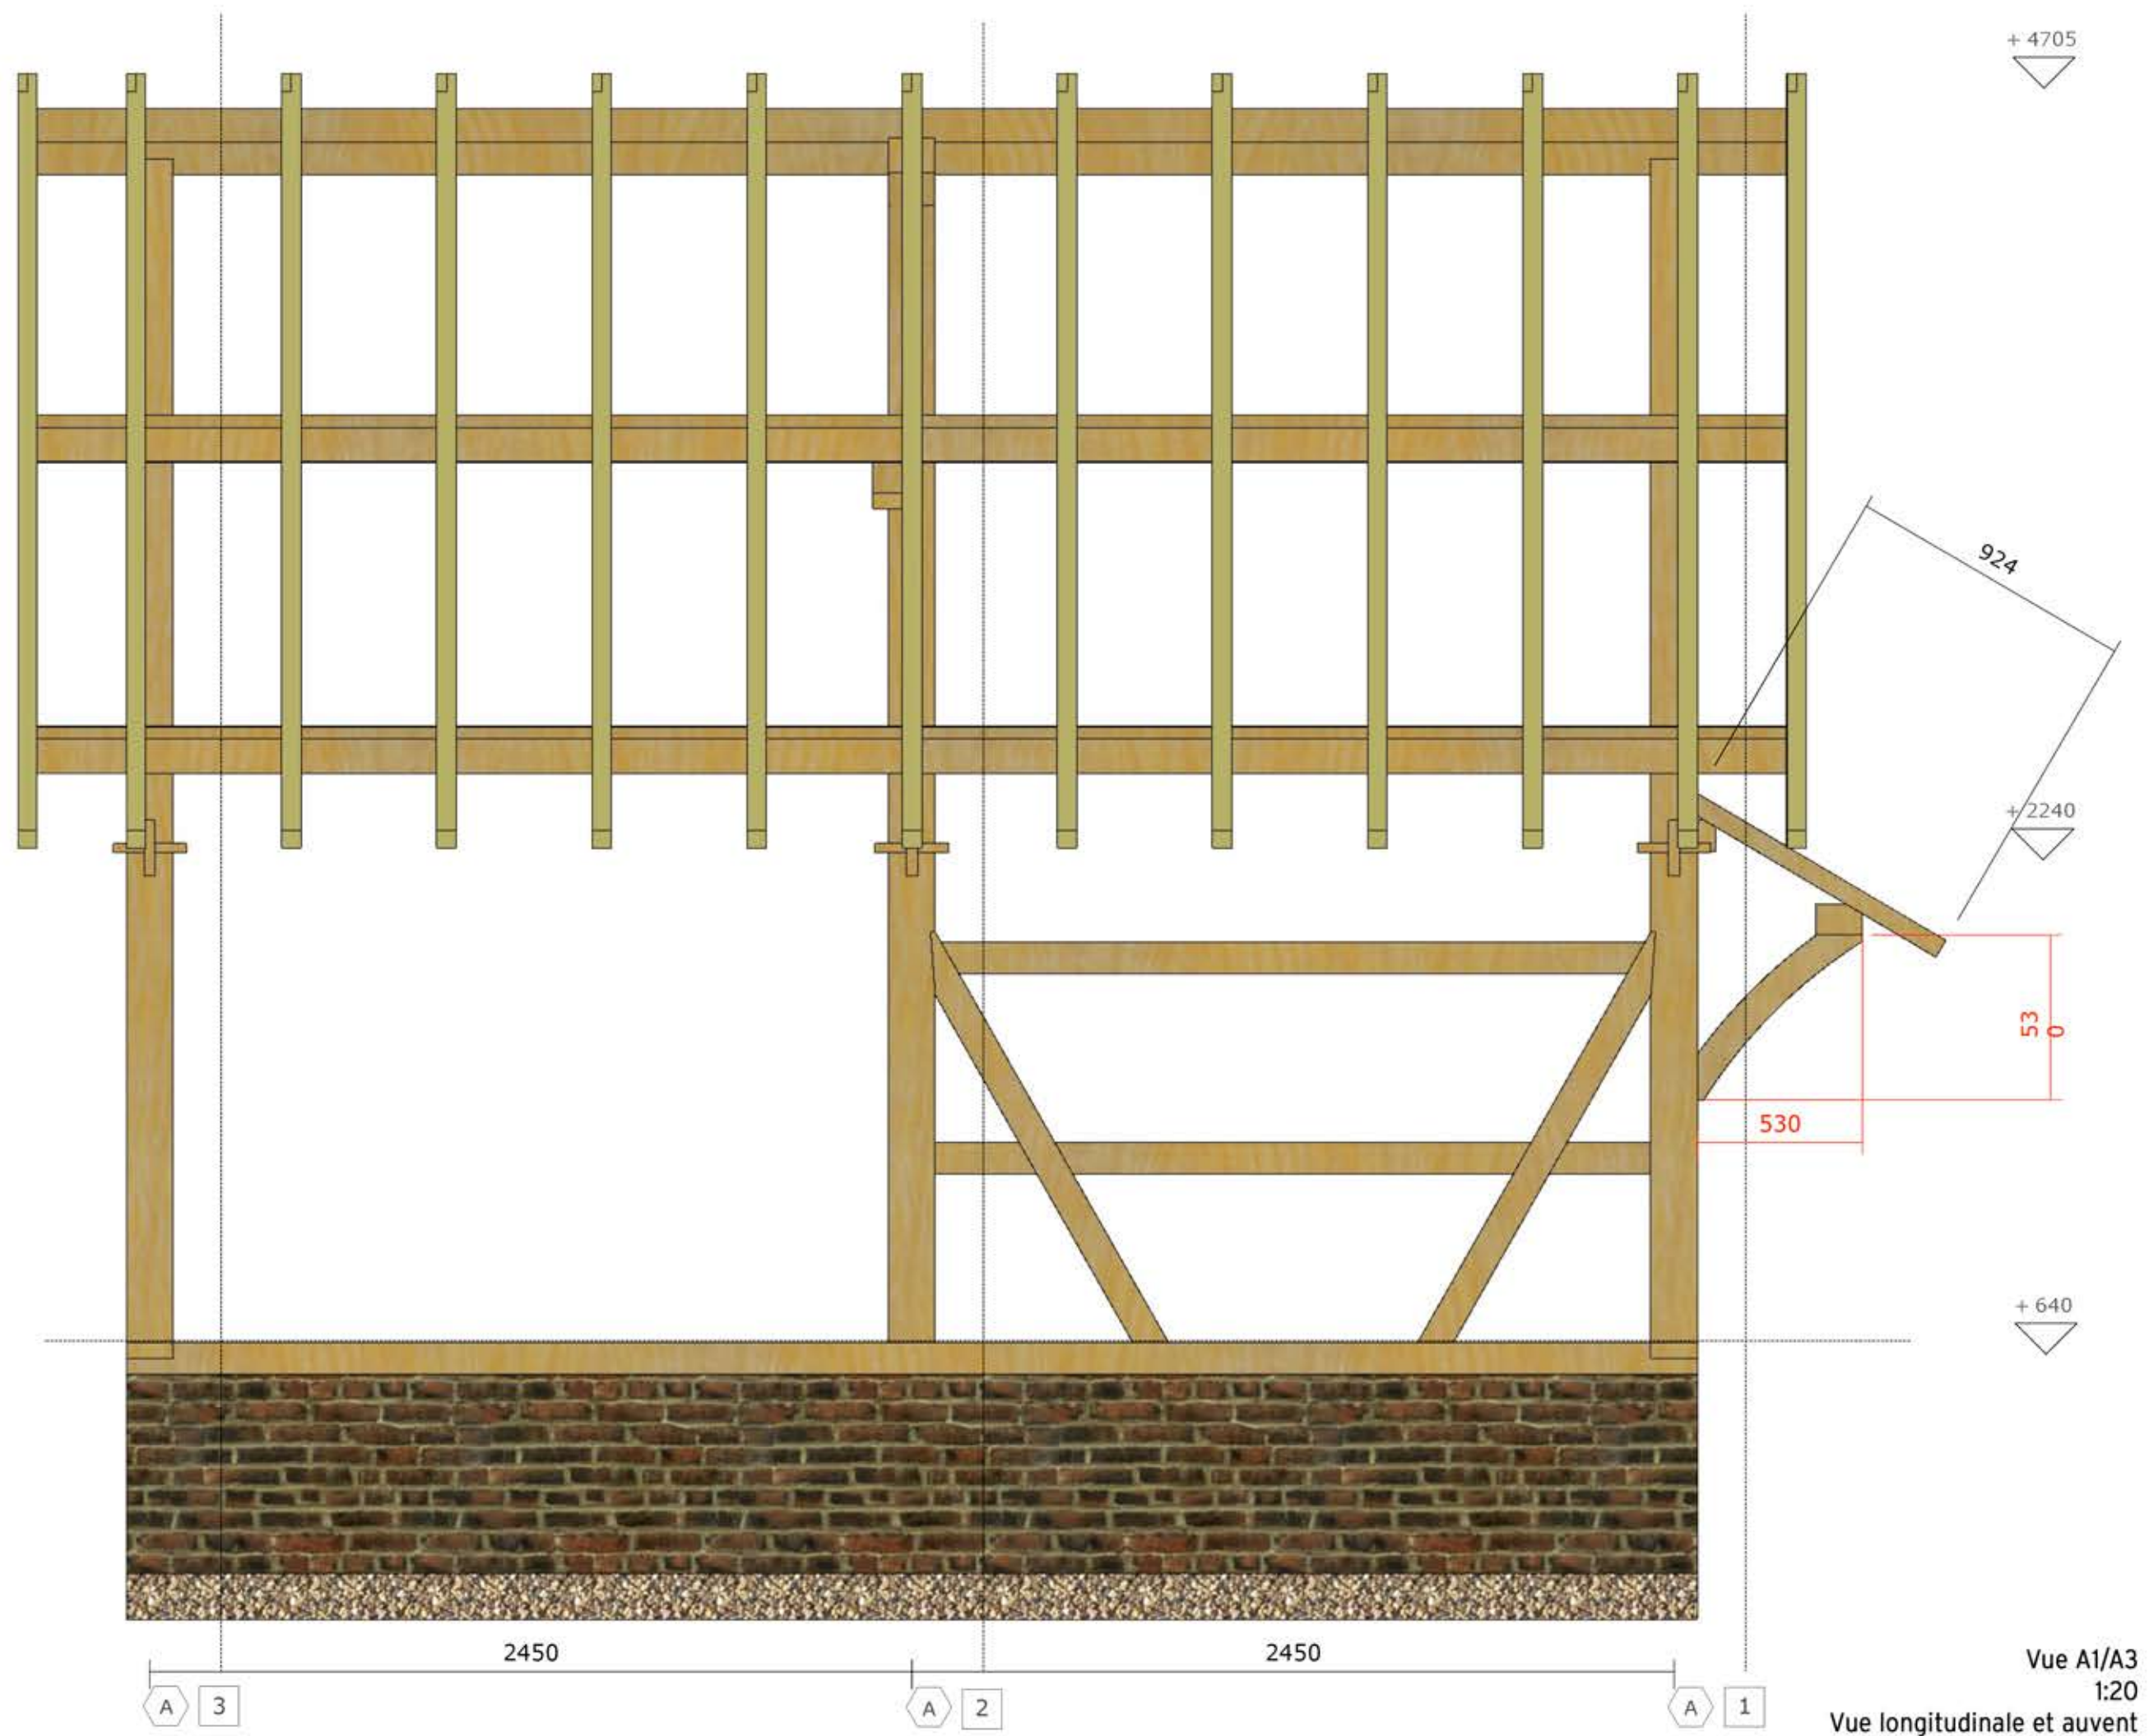 + 4705
924
+ 2240
53
0
530
+ 640
2450
2450
A 3
A 2
A 1
Vue A1/A3
1:20
Vue longitudinale et auvent